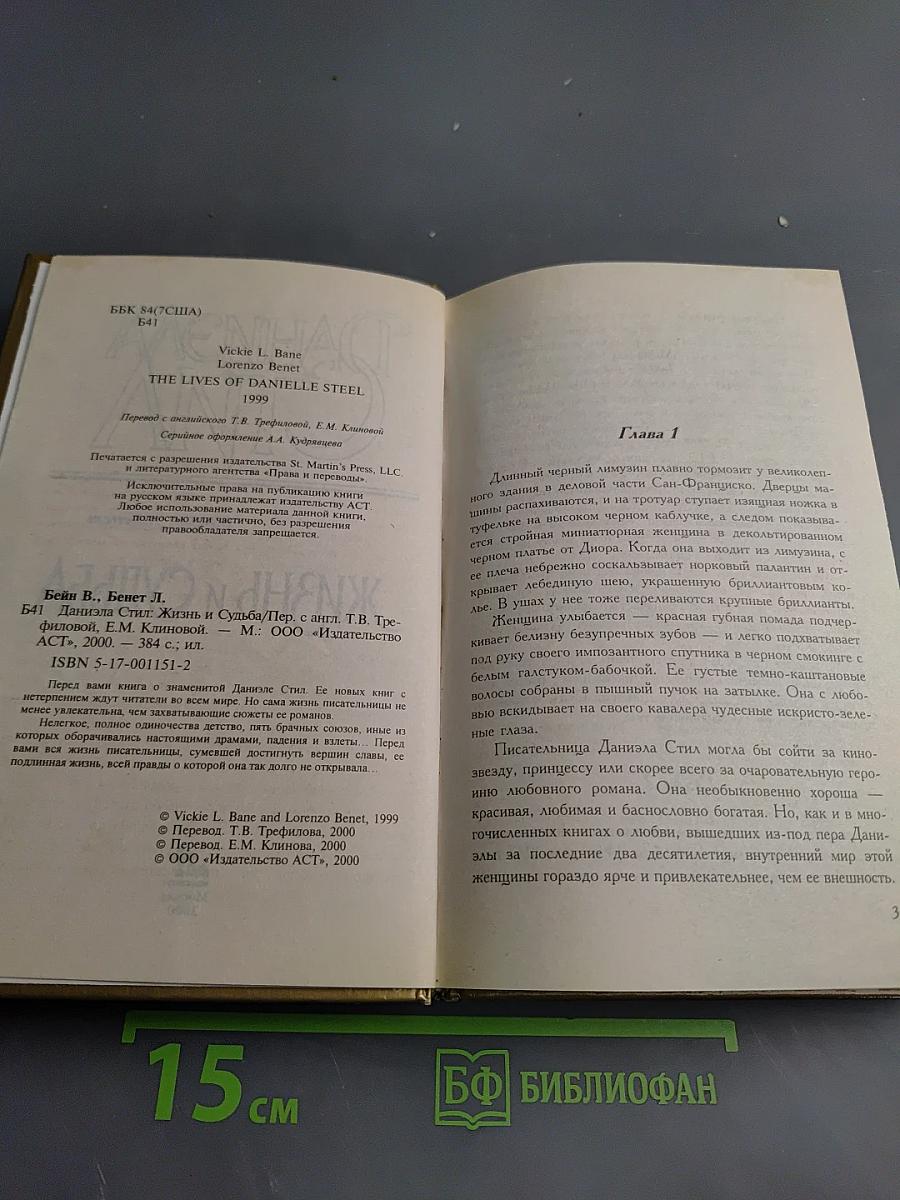 ББК 84(7США)
Б41
Vickie L. Bane
Lorenzo Benet
THE LIVES OF DANIELLE STEEL
1999
Перевод с английского Т.В. Трефиловой, Е.М. Клиновой
Серийное оформление А.А. Кудрявцева
Печатается с разрешения издательства St. Martin's Press, LLC.
и литературного агентства «Права и переводы».
Исключительные права на публикацию книги
на русском языке принадлежат издательству АСТ.
Любое использование материала данной книги,
полностью или частично, без разрешения
правообладателя запрещается.
Бейн В., Бенет Л.
Б41 Даниэла Стил: Жизнь и Судьба/Пер. с англ. Т.В. Тре-
филовой, Е.М. Клиновой. — М.: ООО «Издательство
АСТ», 2000. — 384 с.; ил.
ISBN 5-17-001151-2
Перед вами книга о знаменитой Даниэле Стил. Ее новых книг с
нетерпением ждут читатели во всем мире. Но сама жизнь писательницы не
менее увлекательна, чем захватывающие сюжеты ее романов.
Нелегкое, полное одиночества детство, пять брачных союзов, иные из
которых оборачивались настоящими драмами, падения и взлеты... Перед
вами вся жизнь писательницы, сумевшей достигнуть вершин славы, ее
подлинная жизнь, всей правды о которой она так долго не открывала...
© Vickie L. Bane and Lorenzo Benet, 1999
© Перевод. Т.В. Трефилова, 2000
© Перевод. Е.М. Клинова, 2000
© ООО «Издательство АСТ», 2000
Глава 1
Длинный черный лимузин плавно тормозит у великолеп-
ного здания в деловой части Сан-Франциско. Дверцы ма-
шины распахиваются, и на тротуар ступает изящная ножка в
туфельке на высоком черном каблучке, а следом показыва-
ется стройная миниатюрная женщина в декольтированном
черном платье от Диора. Когда она выходит из лимузина, с
ее плеча небрежно соскальзывает норковый палантин и от-
крывает лебединую шею, украшенную бриллиантовым ко-
лье. В ушах у нее тоже переливаются крупные бриллианты.
Женщина улыбается — красная губная помада подчер-
кивает белизну безупречных зубов — и легко подхватывает
под руку своего импозантного спутника в черном смокинге с
белым галстуком-бабочкой. Ее густые темно-каштановые
волосы собраны в пышный пучок на затылке. Она с любо-
вью вскидывает на своего кавалера чудесные искристо-зеле-
ные глаза.
Писательница Даниэла Стил могла бы сойти за кино-
звезду, принцессу или скорее всего за очаровательную геро-
иню любовного романа. Она необыкновенно хороша —
красивая, любимая и баснословно богатая. Но, как и в мно-
гочисленных книгах о любви, вышедших из-под пера Дани-
элы за последние два десятилетия, внутренний мир этой
женщины гораздо ярче и привлекательнее, чем ее внешность.
3
15 см
БФ БИБЛИОФАН